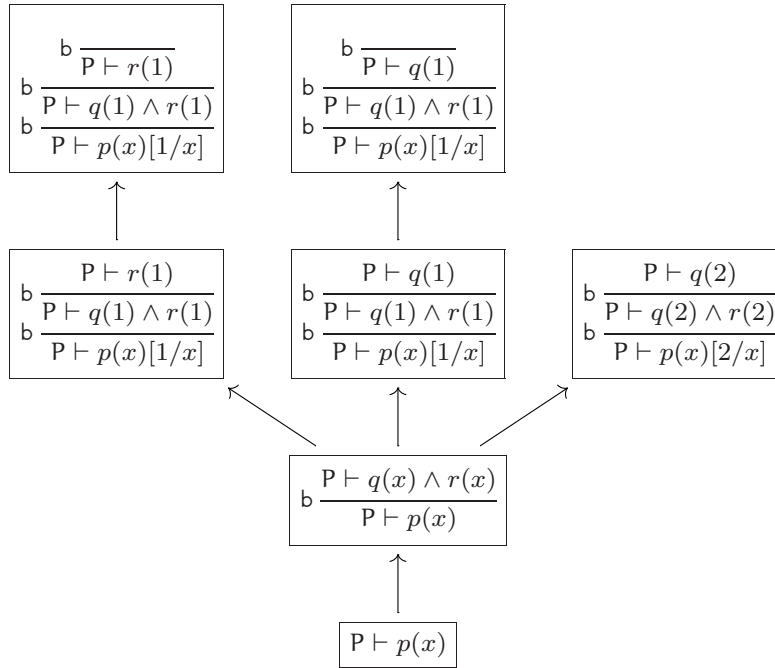 b
P ⊢ r(1)
b
P ⊢ q(1) ∧ r(1)
b
P ⊢ p(x)[1/x]
b
P ⊢ q(1)
b
P ⊢ q(1) ∧ r(1)
b
P ⊢ p(x)[1/x]
P ⊢ r(1)
b
P ⊢ q(1) ∧ r(1)
b
P ⊢ p(x)[1/x]
P ⊢ q(1)
b
P ⊢ q(1) ∧ r(1)
b
P ⊢ p(x)[1/x]
P ⊢ q(2)
b
P ⊢ q(2) ∧ r(2)
b
P ⊢ p(x)[2/x]
P ⊢ q(x) ∧ r(x)
b
P ⊢ p(x)
P ⊢ p(x)